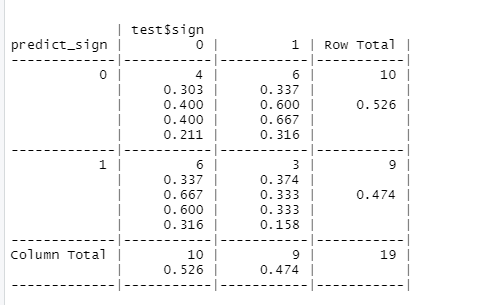 | test$sign
predict_sign | 0 | 1 | Row Total |
-------------|-----------|-----------|-----------|
0 | 4 | 6 | 10 |
| 0.303 | 0.337 | |
| 0.400 | 0.600 | 0.526 |
| 0.400 | 0.667 | |
| 0.211 | 0.316 | |
-------------|-----------|-----------|-----------|
1 | 6 | 3 | 9 |
| 0.337 | 0.374 | |
| 0.667 | 0.333 | 0.474 |
| 0.600 | 0.333 | |
| 0.316 | 0.158 | |
-------------|-----------|-----------|-----------|
Column Total | 10 | 9 | 19 |
| 0.526 | 0.474 | |
-------------|-----------|-----------|-----------|